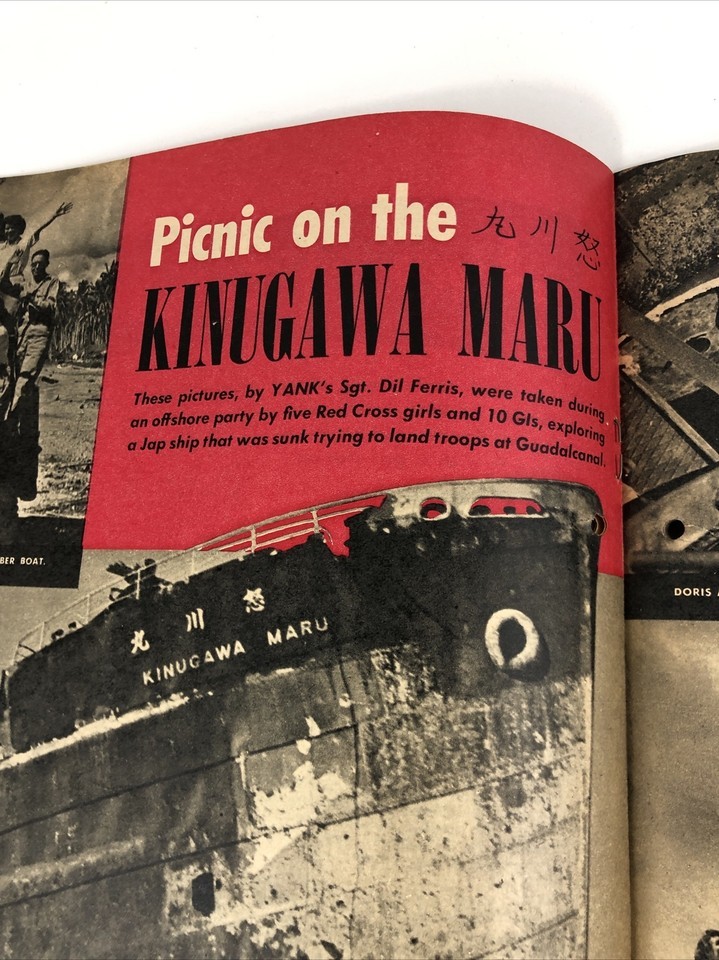 Picnic on the 丸 川 怒
KINUGAWA MARU
These pictures, by YANK's Sgt. Dil Ferris, were taken during
an offshore party by five Red Cross girls and 10 GIs, exploring
a Jap ship that was sunk trying to land troops at Guadalcanal.
BER BOAT.
丸 川 怒
KINUGAWA MARU
DORIS